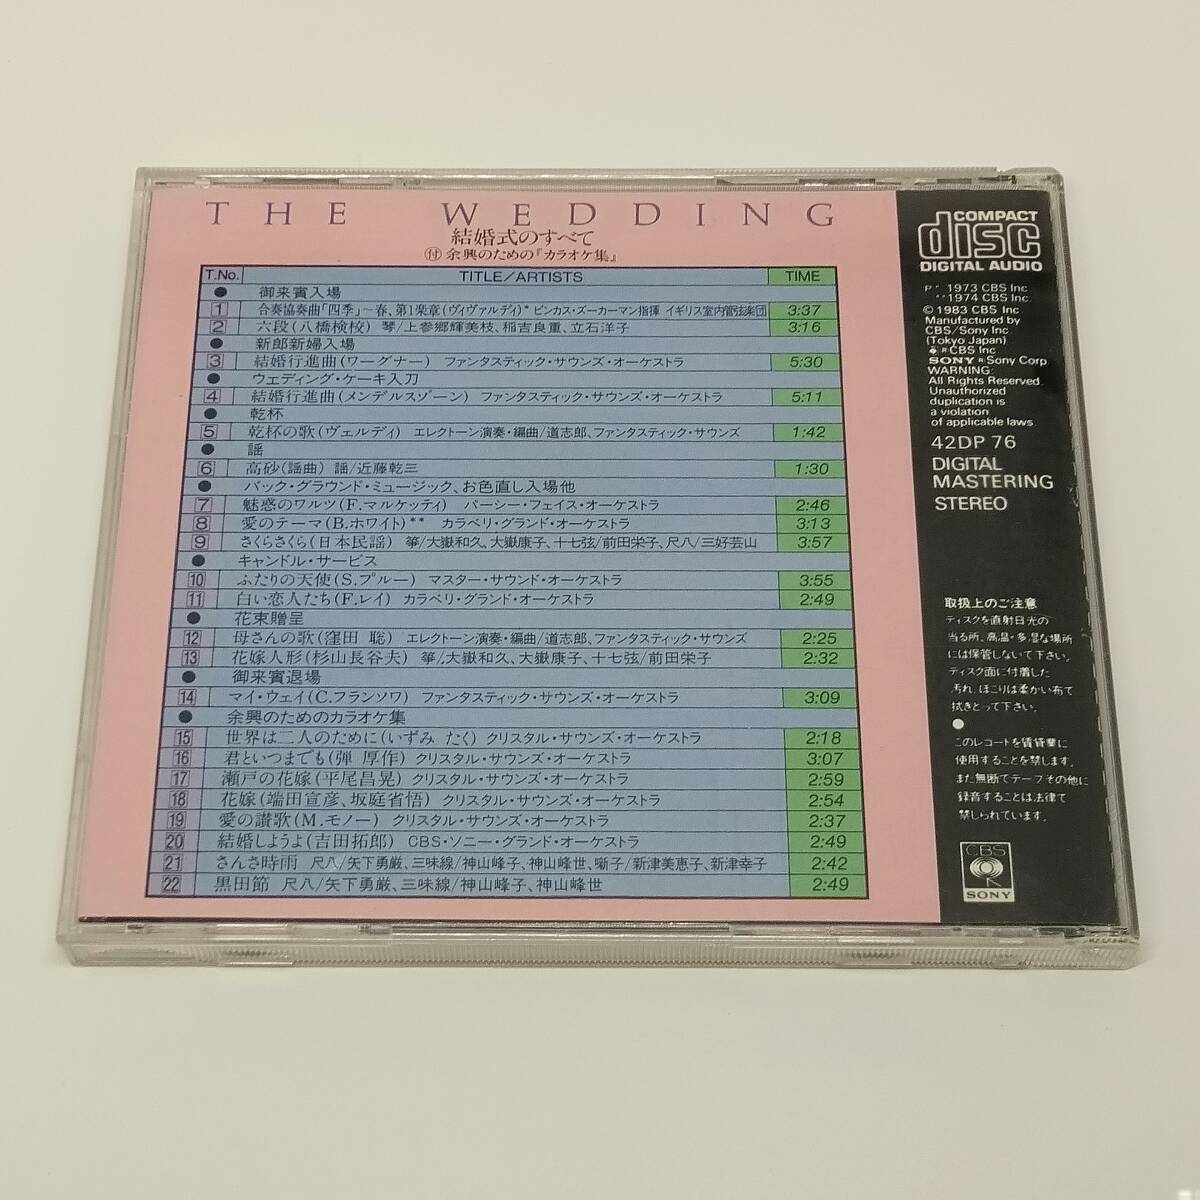 THE WEDDING
結婚式のすべて
付 余興のための『カラオケ集』
T.No. TITLE/ARTISTS TIME
● 御来賓入場
1 合奏協奏曲「四季」～春、第1楽章(ヴィヴァルディ)* ピンカス・ズーカーマン指揮 イギリス室内管弦楽団 3:37
2 六段(八橋検校) 琴/上参郷輝美枝、稲吉良重、立石洋子 3:16
● 新郎新婦入場
3 結婚行進曲(ワーグナー) ファンタスティック・サウンズ・オーケストラ 5:30
● ウェディング・ケーキ入刀
4 結婚行進曲(メンデルスゾーン) ファンタスティック・サウンズ・オーケストラ 5:11
● 乾杯
5 乾杯の歌(ヴェルディ) エレクトーン演奏・編曲/道志郎、ファンタスティック・サウンズ 1:42
● 謡
6 高砂(謡曲) 謡/近藤乾三 1:30
● バック・グラウンド・ミュージック、お色直し入場他
7 魅惑のワルツ(F.マルケッティ) パーシー・フェイス・オーケストラ 2:46
8 愛のテーマ(B.ホワイト)** カラベリ・グランド・オーケストラ 3:13
9 さくらさくら(日本民謡) 箏/大嶽和久、大嶽康子、十七弦/前田栄子、尺八/三好芸山 3:57
● キャンドル・サービス
10 ふたりの天使(S.プルー) マスター・サウンド・オーケストラ 3:55
11 白い恋人たち(F.レイ) カラベリ・グランド・オーケストラ 2:49
● 花束贈呈
12 母さんの歌(窪田 聡) エレクトーン演奏・編曲/道志郎、ファンタスティック・サウンズ 2:25
13 花嫁人形(杉山長谷夫) 箏/大嶽和久、大嶽康子、十七弦/前田栄子 2:32
● 御来賓退場
14 マイ・ウェイ(C.フランソワ) ファンタスティック・サウンズ・オーケストラ 3:09
● 余興のためのカラオケ集
15 世界は二人のために(いずみ たく) クリスタル・サウンズ・オーケストラ 2:18
16 君といつまでも(弾 厚作) クリスタル・サウンズ・オーケストラ 3:07
17 瀬戸の花嫁(平尾昌晃) クリスタル・サウンズ・オーケストラ 2:59
18 花嫁(端田宣彦、坂庭省悟) クリスタル・サウンズ・オーケストラ 2:54
19 愛の讃歌(M.モノー) クリスタル・サウンズ・オーケストラ 2:37
20 結婚しようよ(吉田拓郎) CBS・ソニー・グランド・オーケストラ 2:49
21 さんさ時雨 尺八/矢下勇厳、三味線/神山峰子、神山峰世、囃子/新津美恵子、新津幸子 2:42
22 黒田節 尺八/矢下勇厳、三味線/神山峰子、神山峰世 2:49
COMPACT
disc
DIGITAL AUDIO
℗* 1973 CBS Inc
** 1974 CBS Inc.
© 1983 CBS Inc
Manufactured by
CBS/Sony Inc
(Tokyo Japan)
® CBS Inc
SONY ® Sony Corp
WARNING:
All Rights Reserved.
Unauthorized
duplication is
a violation
of applicable laws.
42DP 76
DIGITAL
MASTERING
STEREO
取扱上のご注意
ディスクを直射日光の
当る所、高温・多湿な場所
には保管しないで下さい。
ディスク面に付着した
汚れ、ほこりは柔かい布で
拭きとって下さい。
●
このレコードを賃貸業に
使用することを禁します。
また無断でテープその他に
録音することは法律で
禁じられています。
CBS
SONY